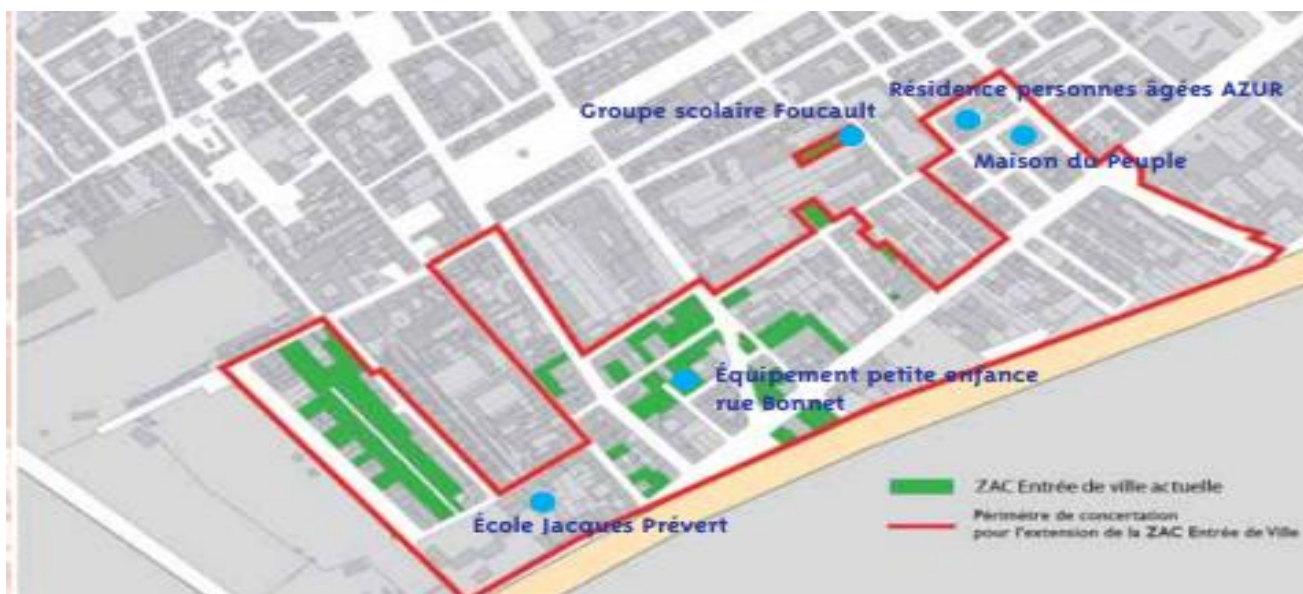 Résidence personnes âgées AZUR
Groupe scolaire Foucault
Maison du Peuple
Équipement petite enfance
rue Bonnet
École Jacques Prévert
ZAC Entrée de ville actuelle
Périmètre de concertation
pour l'extension de la ZAC Entrée de Ville